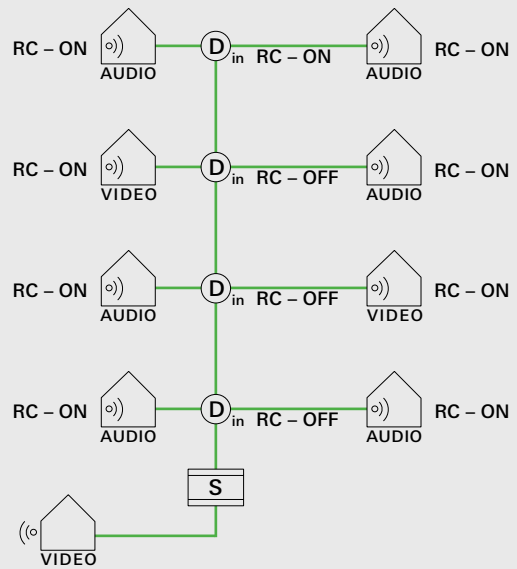 RC – ON D in RC – ON RC – ON
AUDIO AUDIO
RC – ON D in RC – OFF RC – ON
VIDEO AUDIO
RC – ON D in RC – OFF RC – ON
AUDIO VIDEO
RC – ON D in RC – OFF RC – ON
AUDIO AUDIO
S
VIDEO